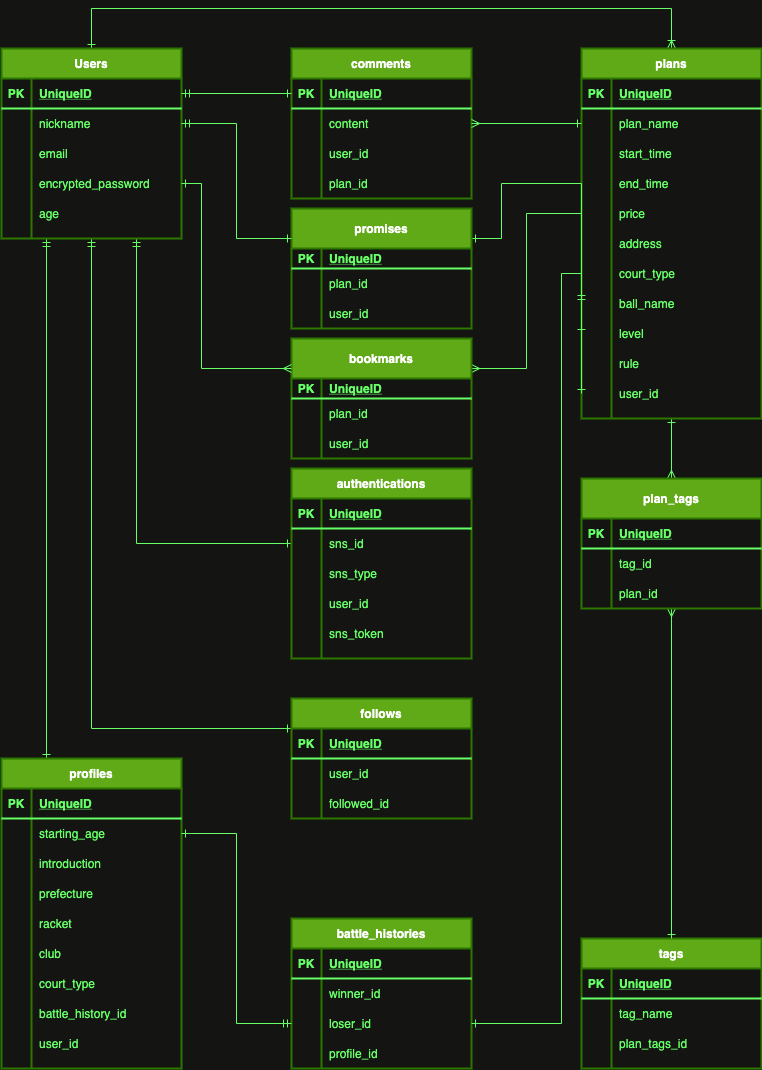 Users
PK UniqueID
nickname
email
encrypted_password
age
comments
PK UniqueID
content
user_id
plan_id
plans
PK UniqueID
plan_name
start_time
end_time
price
address
court_type
ball_name
level
rule
user_id
promises
PK UniqueID
plan_id
user_id
bookmarks
PK UniqueID
plan_id
user_id
authentications
PK UniqueID
sns_id
sns_type
user_id
sns_token
plan_tags
PK UniqueID
tag_id
plan_id
follows
PK UniqueID
user_id
followed_id
profiles
PK UniqueID
starting_age
introduction
prefecture
racket
club
court_type
battle_history_id
user_id
battle_histories
PK UniqueID
winner_id
loser_id
profile_id
tags
PK UniqueID
tag_name
plan_tags_id